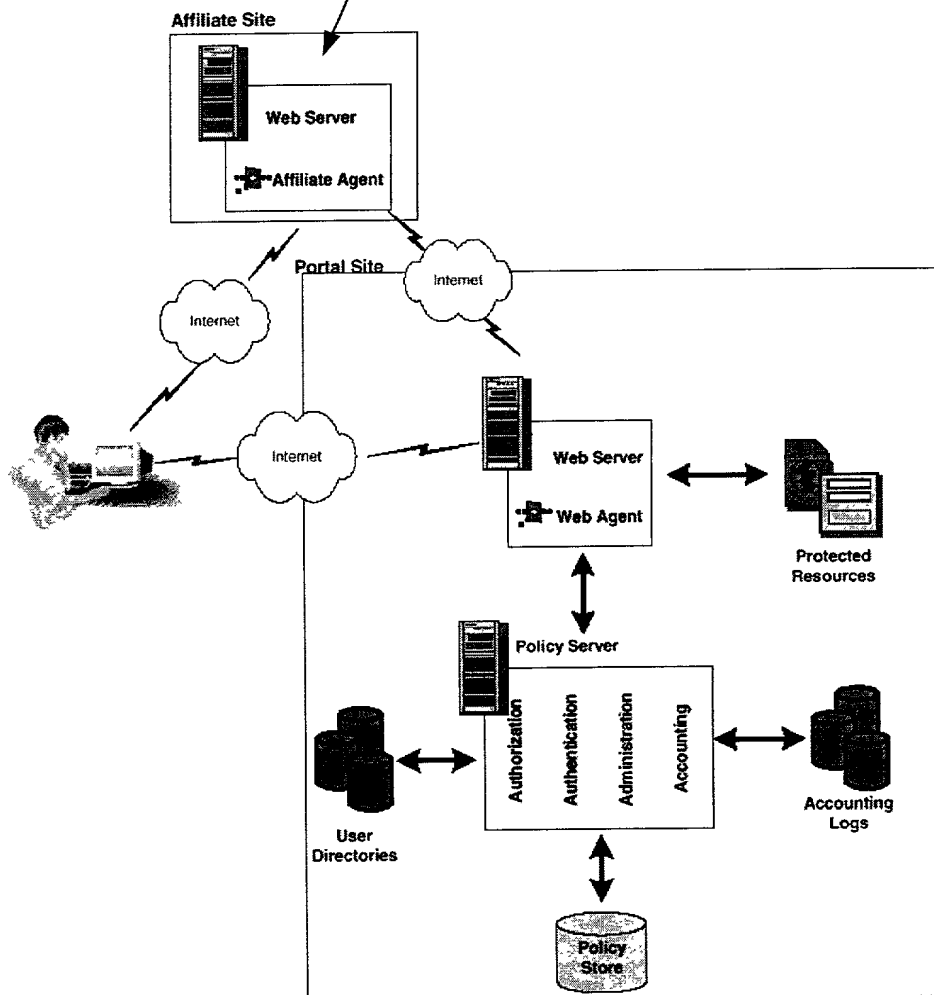 Affiliate Site
Web Server
Affiliate Agent
Portal Site
Internet
Internet
Internet
Web Server
Web Agent
Protected
Resources
Policy Server
Authorization
Authentication
Administration
Accounting
User
Directories
Accounting
Logs
Policy
Store